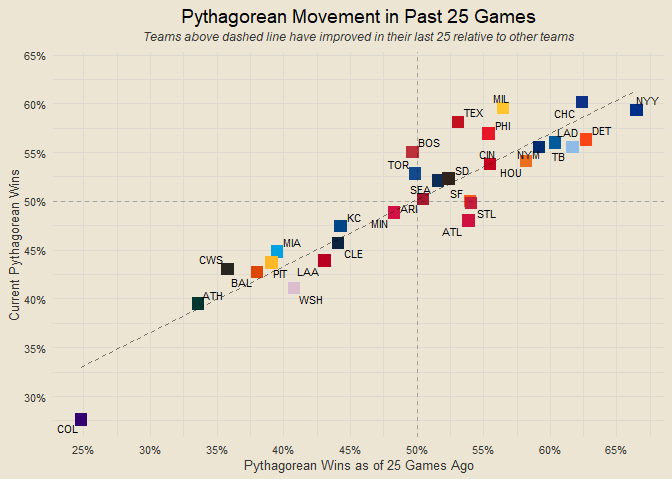 Pythagorean Movement in Past 25 Games
Teams above dashed line have improved in their last 25 relative to other teams
65%
60%
55%
50%
45%
40%
35%
30%
Current Pythagorean Wins
MIL
NYY
TEX
CHC
PHI
LAD
DET
BOS
CIN
NYM
TB
TOR
SD
HOU
SEA
SF
ARI
STL
KC
MIN
ATL
MIA
CLE
CWS
PIT
LAA
BAL
ATH
WSH
COL
25%
30%
35%
40%
45%
50%
55%
60%
65%
Pythagorean Wins as of 25 Games Ago